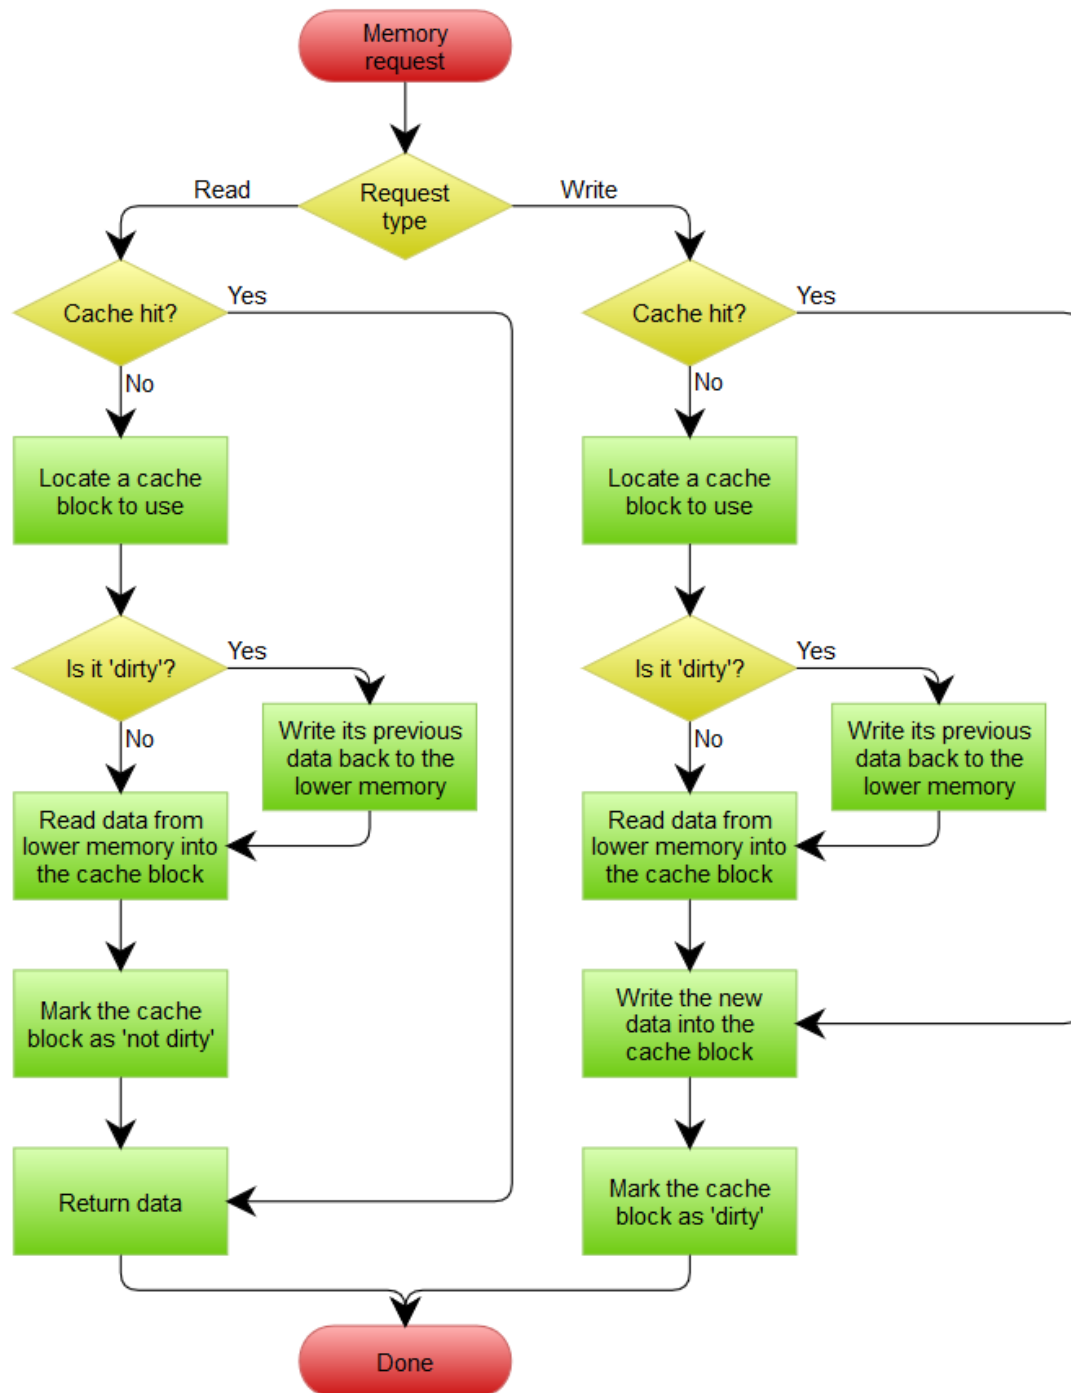 Memory
request
Request
type
Read
Write
Cache hit?
Yes
No
Locate a cache
block to use
Is it 'dirty'?
Yes
No
Write its previous
data back to the
lower memory
Read data from
lower memory into
the cache block
Mark the cache
block as 'not dirty'
Return data
Cache hit?
Yes
No
Locate a cache
block to use
Is it 'dirty'?
Yes
No
Write its previous
data back to the
lower memory
Read data from
lower memory into
the cache block
Write the new
data into the
cache block
Mark the cache
block as 'dirty'
Done